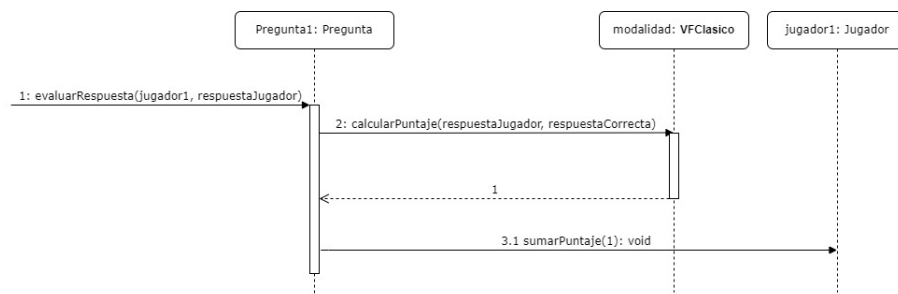 Pregunta1: Pregunta
modalidad: VFClasico
jugador1: Jugador
1: evaluarRespuesta(jugador1, respuestaJugador)
2: calcularPuntaje(respuestaJugador, respuestaCorrecta)
1
3.1 sumarPuntaje(1): void